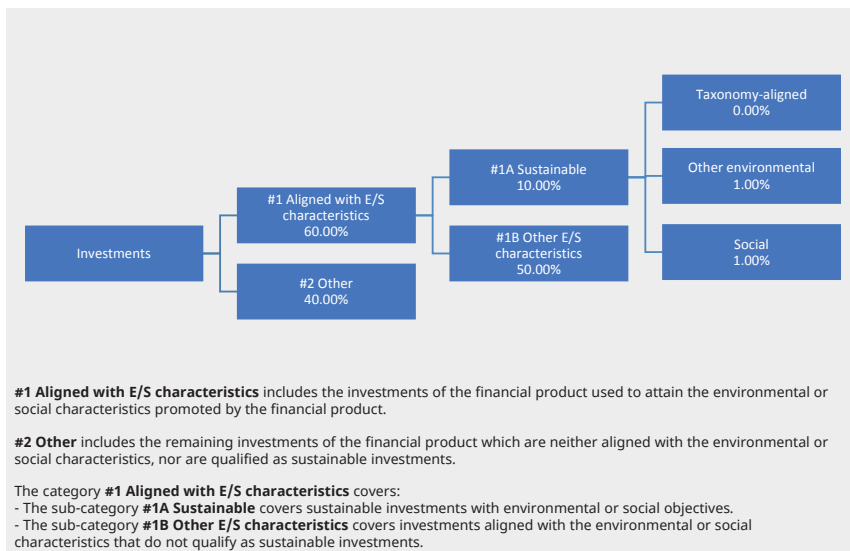 Investments
#1 Aligned with E/S
characteristics
60.00%
#2 Other
40.00%
#1A Sustainable
10.00%
#1B Other E/S
characteristics
50.00%
Taxonomy-aligned
0.00%
Other environmental
1.00%
Social
1.00%
#1 Aligned with E/S characteristics includes the investments of the financial product used to attain the environmental or
social characteristics promoted by the financial product.
#2 Other includes the remaining investments of the financial product which are neither aligned with the environmental or
social characteristics, nor are qualified as sustainable investments.
The category #1 Aligned with E/S characteristics covers:
- The sub-category #1A Sustainable covers sustainable investments with environmental or social objectives.
- The sub-category #1B Other E/S characteristics covers investments aligned with the environmental or social
characteristics that do not qualify as sustainable investments.